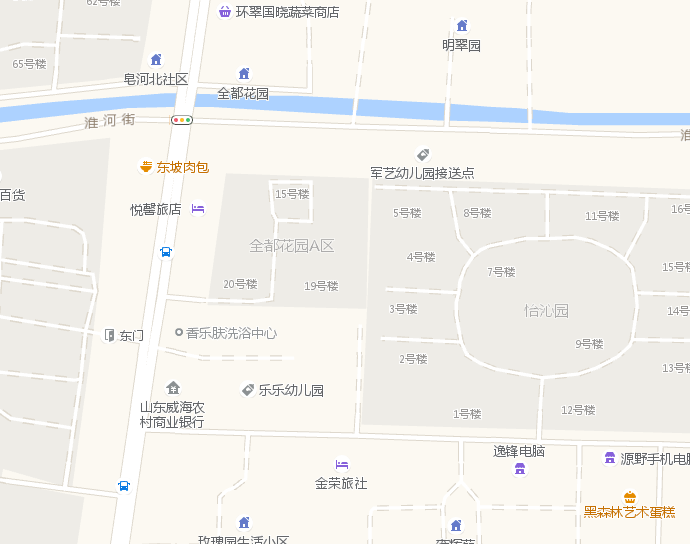 62号楼
环翠国晓蔬菜商店
明翠园
65号楼
皂河北社区
全都花园
淮河街
军艺幼儿园接送点
东坡肉包
百货
悦馨旅店
15号楼
5号楼
8号楼
11号楼
16号
全都花园A区
4号楼
7号楼
15号
20号楼
19号楼
3号楼
怡沁园
14号
东门
香乐肤洗浴中心
2号楼
9号楼
13号
乐乐幼儿园
山东威海农
村商业银行
1号楼
12号楼
逸锋电脑
源野手机电脑
金荣旅社
黑森林艺术蛋糕
玫瑰园生活小区